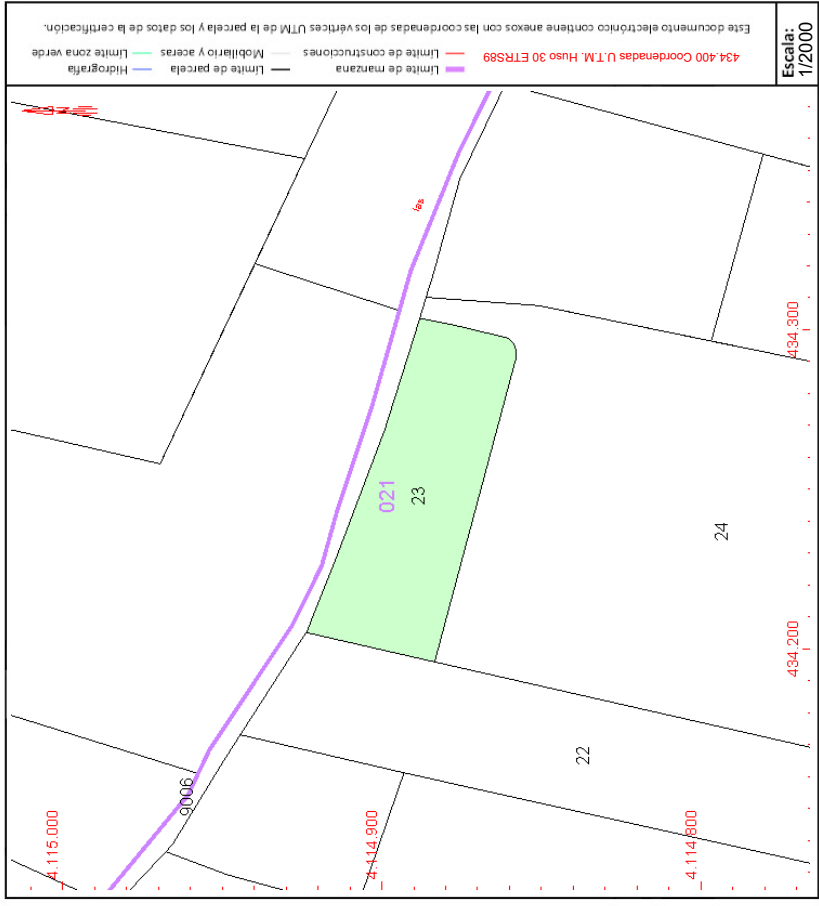 Este documento electrónico contiene anexos con las coordenadas de los vértices UTM de la parcela y los datos de la certificación.
434.400 Coordenadas U.T.M. Huso 30 ETRS89
Límite de manzana
Límite de construcciones
Límite de parcela
Mobiliario y aceras
Hidrografía
Límite zona verde
Escala:
1/2000
434.300
434.200
4.115.000
4.114.900
4.114.800
021
23
24
22
9006